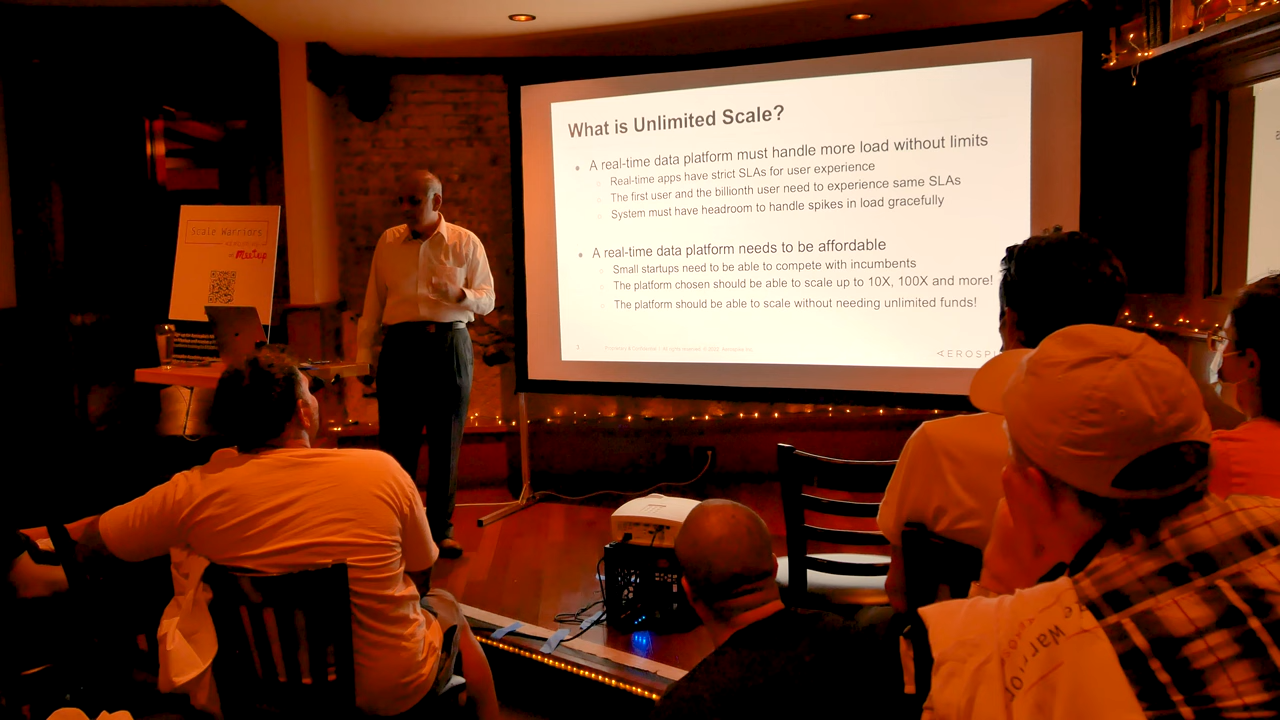 What is Unlimited Scale?
A real-time data platform must handle more load without limits
Real-time apps have strict SLAs for user experience
The first user and the billionth user need to experience same SLAs
System must have headroom to handle spikes in load gracefully
A real-time data platform needs to be affordable
Small startups need to be able to compete with incumbents
The platform chosen should be able to scale up to 10X, 100X and more!
The platform should be able to scale without needing unlimited funds!
AEROSPI
Scale Warriors
on meetup
e Warrior